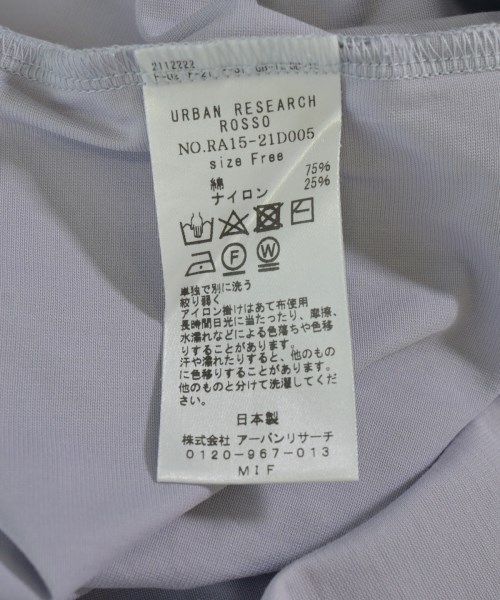 2112222
URBAN RESEARCH
ROSSO
NO.RA15-21D005
size Free
綿 75%
ナイロン 25%
F W
単独で別に洗う
絞り弱く
アイロン掛けはあて布使用
長時間日光に当たったり、摩擦、
水濡れなどによる色落ちや色移
りすることがあります。
汗や濡れたりすると、他のもの
に色移りすることがあります。
他のものと分けて洗濯してくだ
さい。
日本製
株式会社 アーバンリサーチ
0120-967-013
MIF